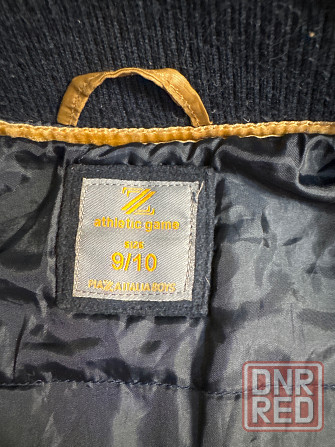 athletic game
size
9/10
DNR
RED